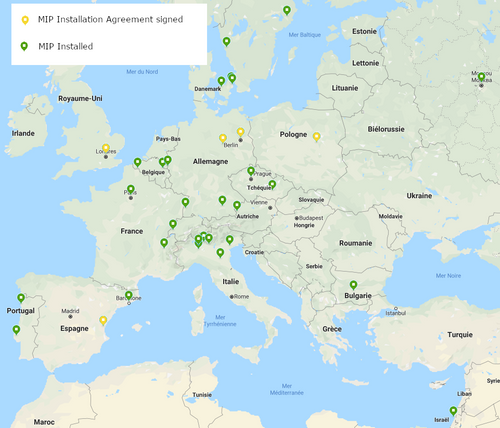 MIP Installation Agreement signed
MIP Installed
Mer Baltique
Estonie
Lettonie
Mer du Nord
Danemark
Lituanie
Royaume-Uni
Irlande
Londres
Pays-Bas
Berlin
Pologne
Biélorussie
Allemagne
Belgique
Prague
Tchéquie
Paris
Ukraine
Vienne
Slovaquie
Autriche
Budapest
Hongrie
Moldavie
France
Roumanie
Croatie
Serbie
Mer Noire
Italie
Bulgarie
Barcelone
Rome
Portugal
Madrid
Espagne
Istanbul
Mer
Tyrrhénienne
Grèce
Turquie
Mer
Méditerranée
Tunisie
Liban
Syrie
Maroc
Israël